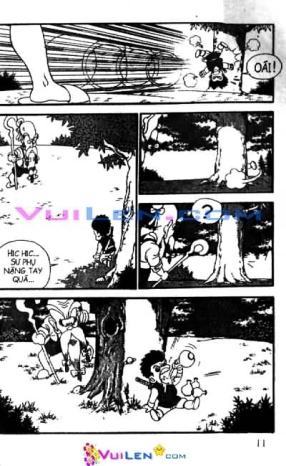 OÁI!
VUILEN.COM
?
HIC HIC...
SƯ PHỤ
NẶNG TAY
QUÁ...
11
VUILEN.COM